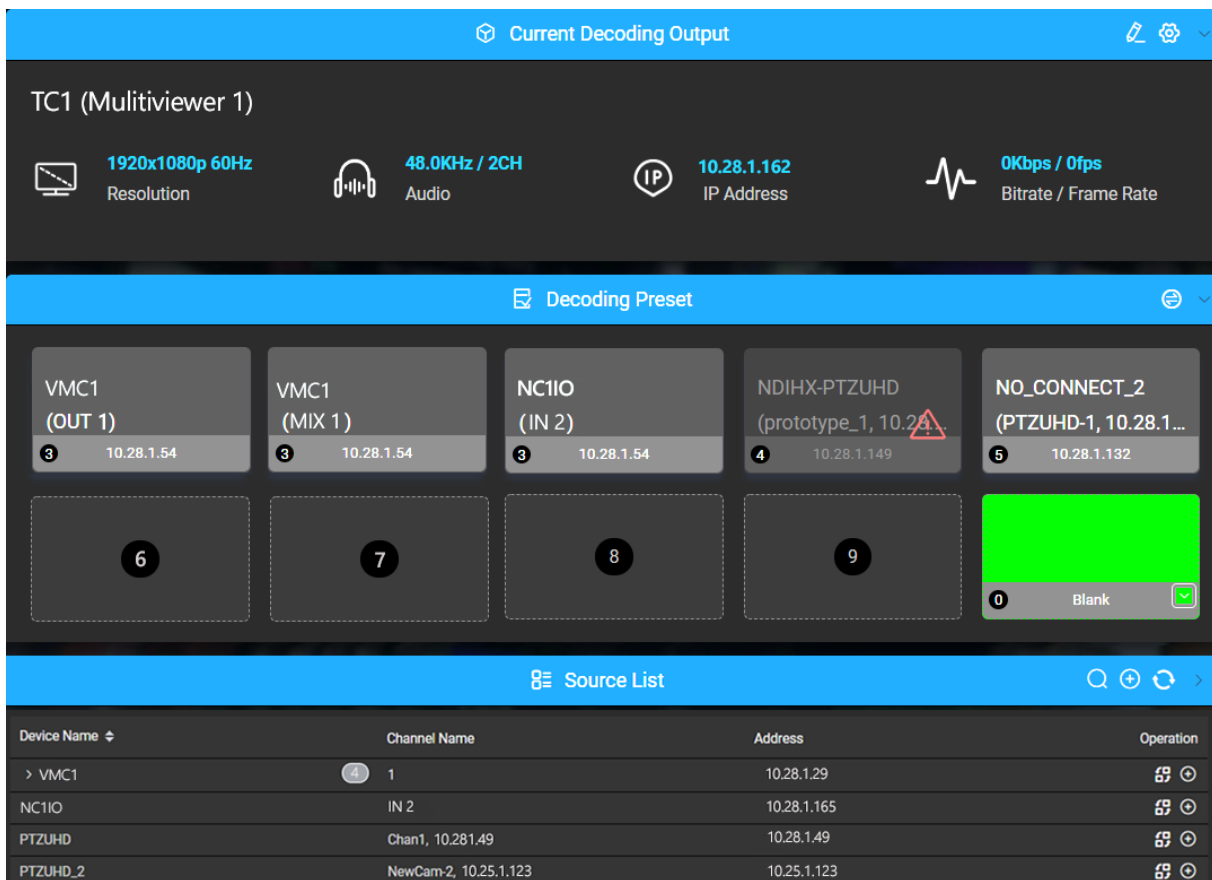 Current Decoding Output
TC1 (Mulitiviewer 1)
1920x1080p 60Hz
Resolution
48.0KHz / 2CH
Audio
IP
10.28.1.162
IP Address
0Kbps / 0fps
Bitrate / Frame Rate
Decoding Preset
VMC1
(OUT 1)
3 10.28.1.54
VMC1
(MIX 1)
3 10.28.1.54
NC1IO
(IN 2)
3 10.28.1.54
NDIHX-PTZUHD
(prototype_1, 10.28....
4 10.28.1.149
NO_CONNECT_2
(PTZUHD-1, 10.28.1...
5 10.28.1.132
6
7
8
9
0 Blank
Source List
Device Name Channel Name Address Operation
> VMC1 4 1 10.28.1.29
NC1IO IN 2 10.28.1.165
PTZUHD Chan1, 10.281.49 10.28.1.49
PTZUHD_2 NewCam-2, 10.25.1.123 10.25.1.123